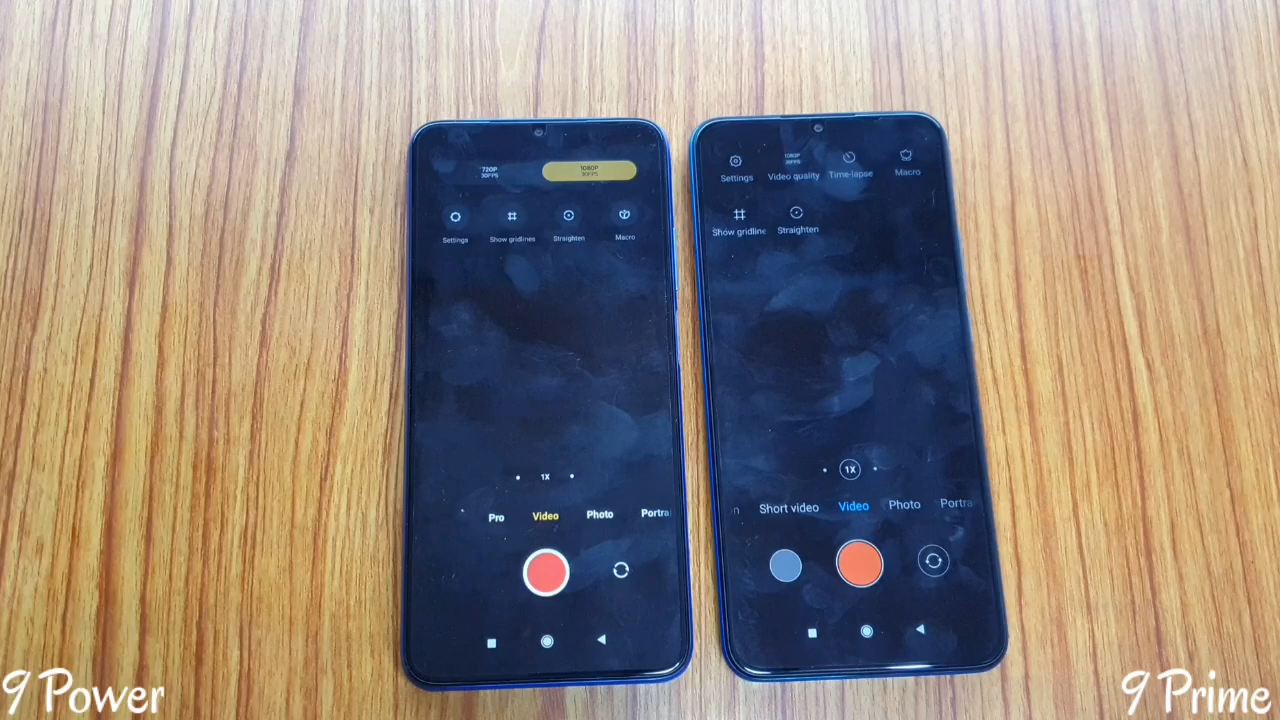 720P
30FPS
1080P
30FPS
Settings
Show gridlines
Straighten
Macro
1X
Pro
Video
Photo
Portra
1080P
30FPS
Settings
Video quality
Time-lapse
Macro
Show gridline
Straighten
1X
n
Short video
Video
Photo
Portra
9 Power
9 Prime